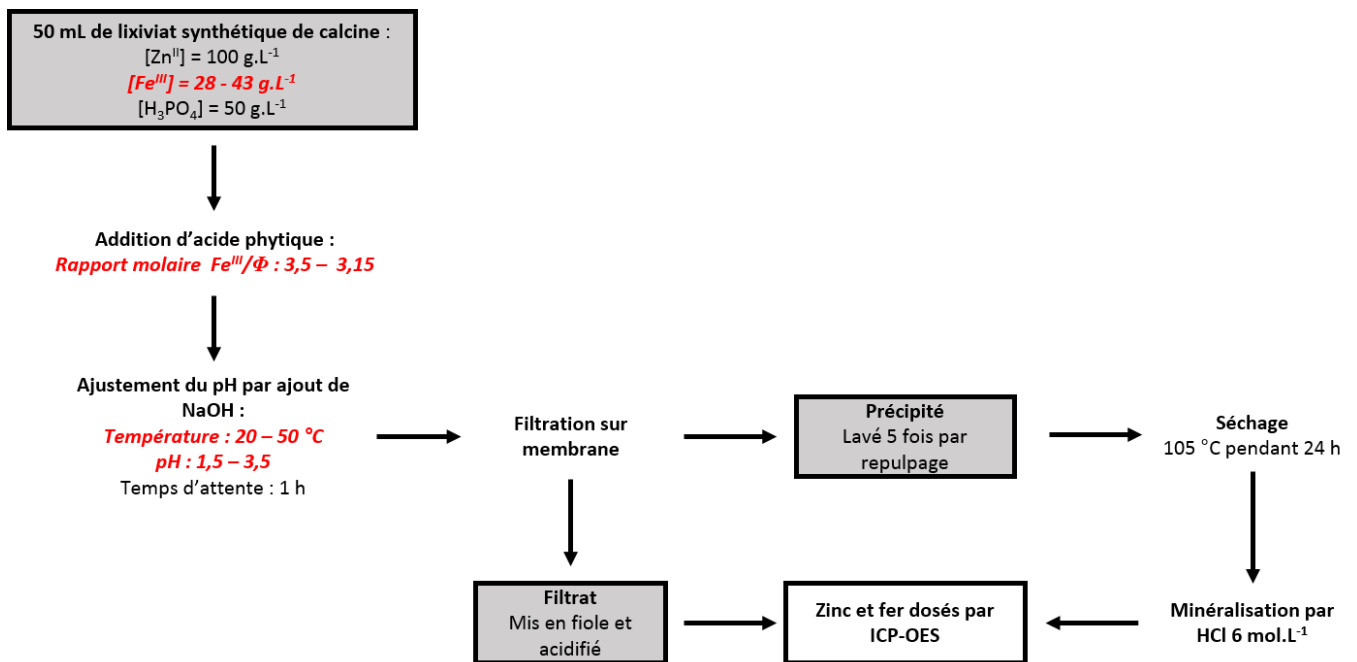 50 mL de lixiviat synthétique de calcine :
[Zn^II] = 100 g.L^-1
[Fe^III] = 28 - 43 g.L^-1
[H₃PO₄] = 50 g.L^-1
Addition d’acide phytique :
Rapport molaire Fe^III/Φ : 3,5 – 3,15
Ajustement du pH par ajout de
NaOH :
Température : 20 – 50 °C
pH : 1,5 – 3,5
Temps d’attente : 1 h
Filtration sur
membrane
Précipité
Lavé 5 fois par
repulpage
Séchage
105 °C pendant 24 h
Filtrat
Mis en fiole et
acidifié
Zinc et fer dosés par
ICP-OES
Minéralisation par
HCl 6 mol.L^-1